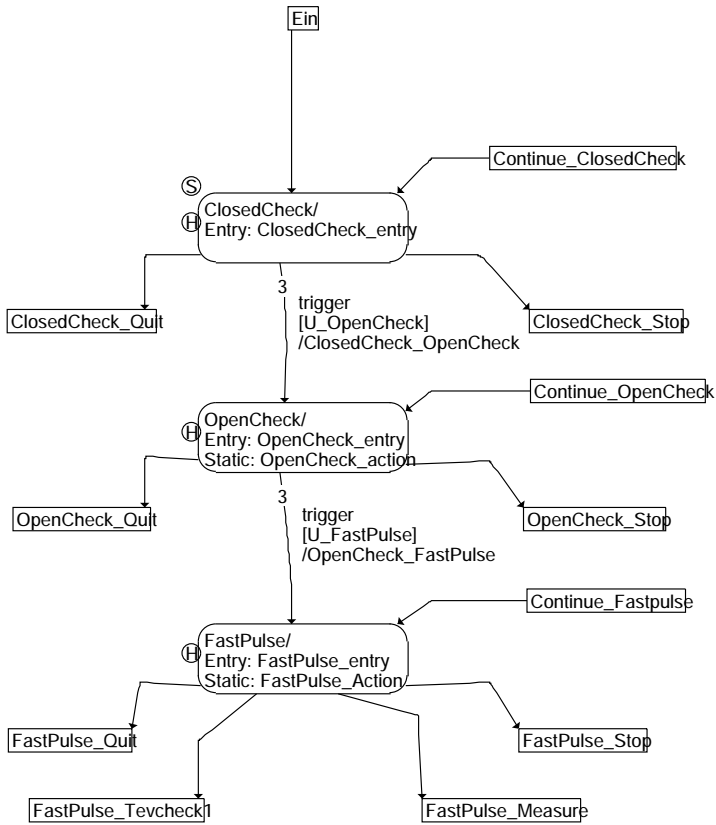 Ein
Continue_ClosedCheck
S
H
ClosedCheck/
Entry: ClosedCheck_entry
3
trigger
[U_OpenCheck]
/ClosedCheck_OpenCheck
ClosedCheck_Quit
ClosedCheck_Stop
Continue_OpenCheck
H
OpenCheck/
Entry: OpenCheck_entry
Static: OpenCheck_action
3
trigger
[U_FastPulse]
/OpenCheck_FastPulse
OpenCheck_Quit
OpenCheck_Stop
Continue_Fastpulse
H
FastPulse/
Entry: FastPulse_entry
Static: FastPulse_Action
FastPulse_Quit
FastPulse_Stop
FastPulse_Tevcheck1
FastPulse_Measure